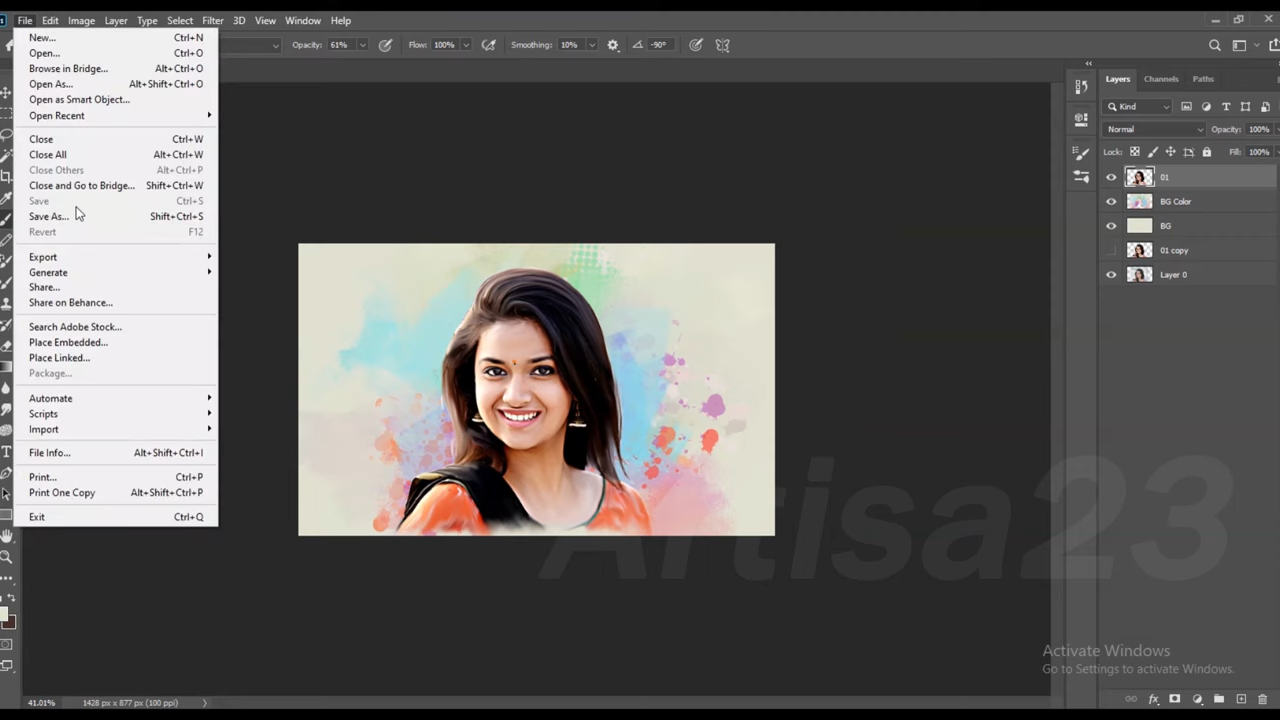 File Edit Image Layer Type Select Filter 3D View Window Help
Opacity: 61% Flow: 100% Smoothing: 10% -90°
New... Ctrl+N
Open... Ctrl+O
Browse in Bridge... Alt+Ctrl+O
Open As... Alt+Shift+Ctrl+O
Open as Smart Object...
Open Recent
Close Ctrl+W
Close All Alt+Ctrl+W
Close Others Alt+Ctrl+P
Close and Go to Bridge... Shift+Ctrl+W
Save Ctrl+S
Save As... Shift+Ctrl+S
Revert F12
Export
Generate
Share...
Share on Behance...
Search Adobe Stock...
Place Embedded...
Place Linked...
Package...
Automate
Scripts
Import
File Info... Alt+Shift+Ctrl+I
Print... Ctrl+P
Print One Copy Alt+Shift+Ctrl+P
Exit Ctrl+Q
Layers Channels Paths
Kind
Normal Opacity: 100%
Lock: Fill: 100%
01
BG Color
BG
01 copy
Layer 0
Artisa23
Activate Windows
Go to Settings to activate Windows.
41.01% 1428 px x 877 px (100 ppi)